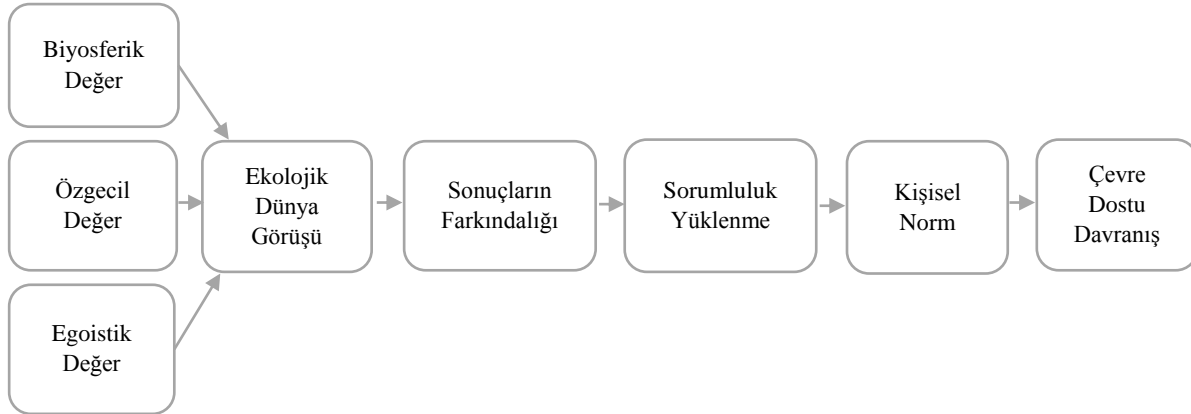 Biyosferik
Değer
Özgecil
Değer
Egoistik
Değer
Ekolojik
Dünya
Görüşü
Sonuçların
Farkındalığı
Sorumluluk
Yüklenme
Kişisel
Norm
Çevre
Dostu
Davranış